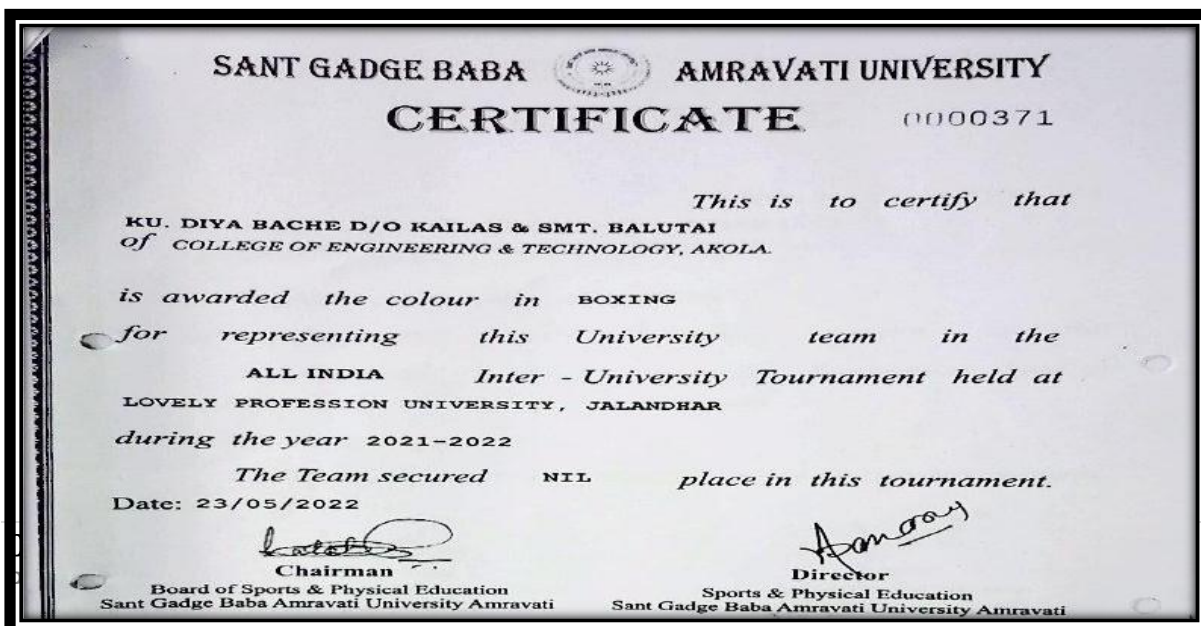 SANT GADGE BABA AMRAVATI UNIVERSITY
CERTIFICATE 0000371
This is to certify that
KU. DIYA BACHE D/O KAILAS & SMT. BALUTAI
of COLLEGE OF ENGINEERING & TECHNOLOGY, AKOLA.
is awarded the colour in BOXING
for representing this University team in the
ALL INDIA Inter - University Tournament held at
LOVELY PROFESSION UNIVERSITY, JALANDHAR
during the year 2021-2022
The Team secured NIL place in this tournament.
Date: 23/05/2022
Chairman Director
Board of Sports & Physical Education Sports & Physical Education
Sant Gadge Baba Amravati University Amravati Sant Gadge Baba Amravati University Amravati